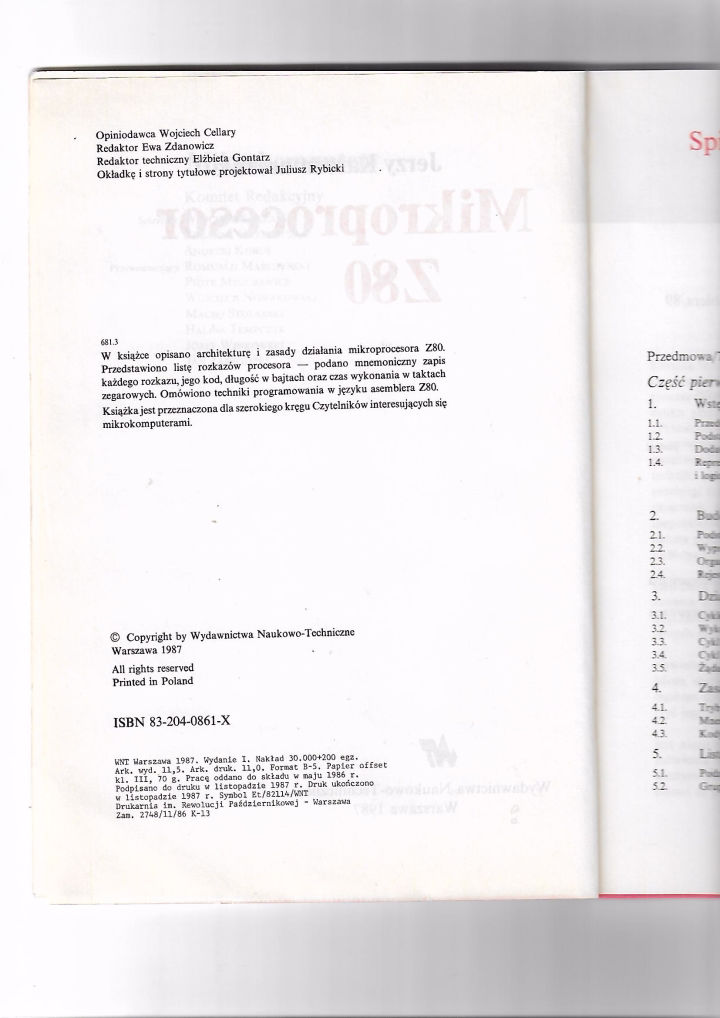 Opiniodawca Wojciech Cellary
Redaktor Ewa Zdanowicz
Redaktor techniczny Elżbieta Gontarz
Okładkę i strony tytułowe projektował Juliusz Rybicki
681.3
W książce opisano architekturę i zasady działania mikroprocesora Z80.
Przedstawiono listę rozkazów procesora — podano mnemoniczny zapis
każdego rozkazu, jego kod, długość w bajtach oraz czas wykonania w taktach
zegarowych. Omówiono techniki programowania w języku asemblera Z80.
Książka jest przeznaczona dla szerokiego kręgu Czytelników interesujących się
mikrokomputerami.
© Copyright by Wydawnictwa Naukowo-Techniczne
Warszawa 1987
All rights reserved
Printed in Poland
ISBN 83-204-0861-X
WNT Warszawa 1987. Wydanie I. Nakład 30.000+200 egz.
Ark. wyd. 11,5. Ark. druk. 11,0. Format B-5. Papier offset
kl. III, 70 g. Pracę oddano do składu w maju 1986 r.
Podpisano do druku w listopadzie 1987 r. Druk ukończono
w listopadzie 1987 r. Symbol Et/82114/WNT
Drukarnia im. Rewolucji Październikowej - Warszawa
Zam. 2748/11/86 K-13
Jerzy
Mikroprocesor
Z80
Wydawnictwa Naukowo-Techniczne
Warszawa 1987
Przedmowa
Część
1.
1.1.
1.2.
1.3.
1.4.
i
2.
2.1.
2.2.
2.3.
2.4.
3.
3.1.
3.2.
3.3.
3.4.
3.5.
4.
4.1.
4.2.
4.3.
5.
5.1.
5.2.